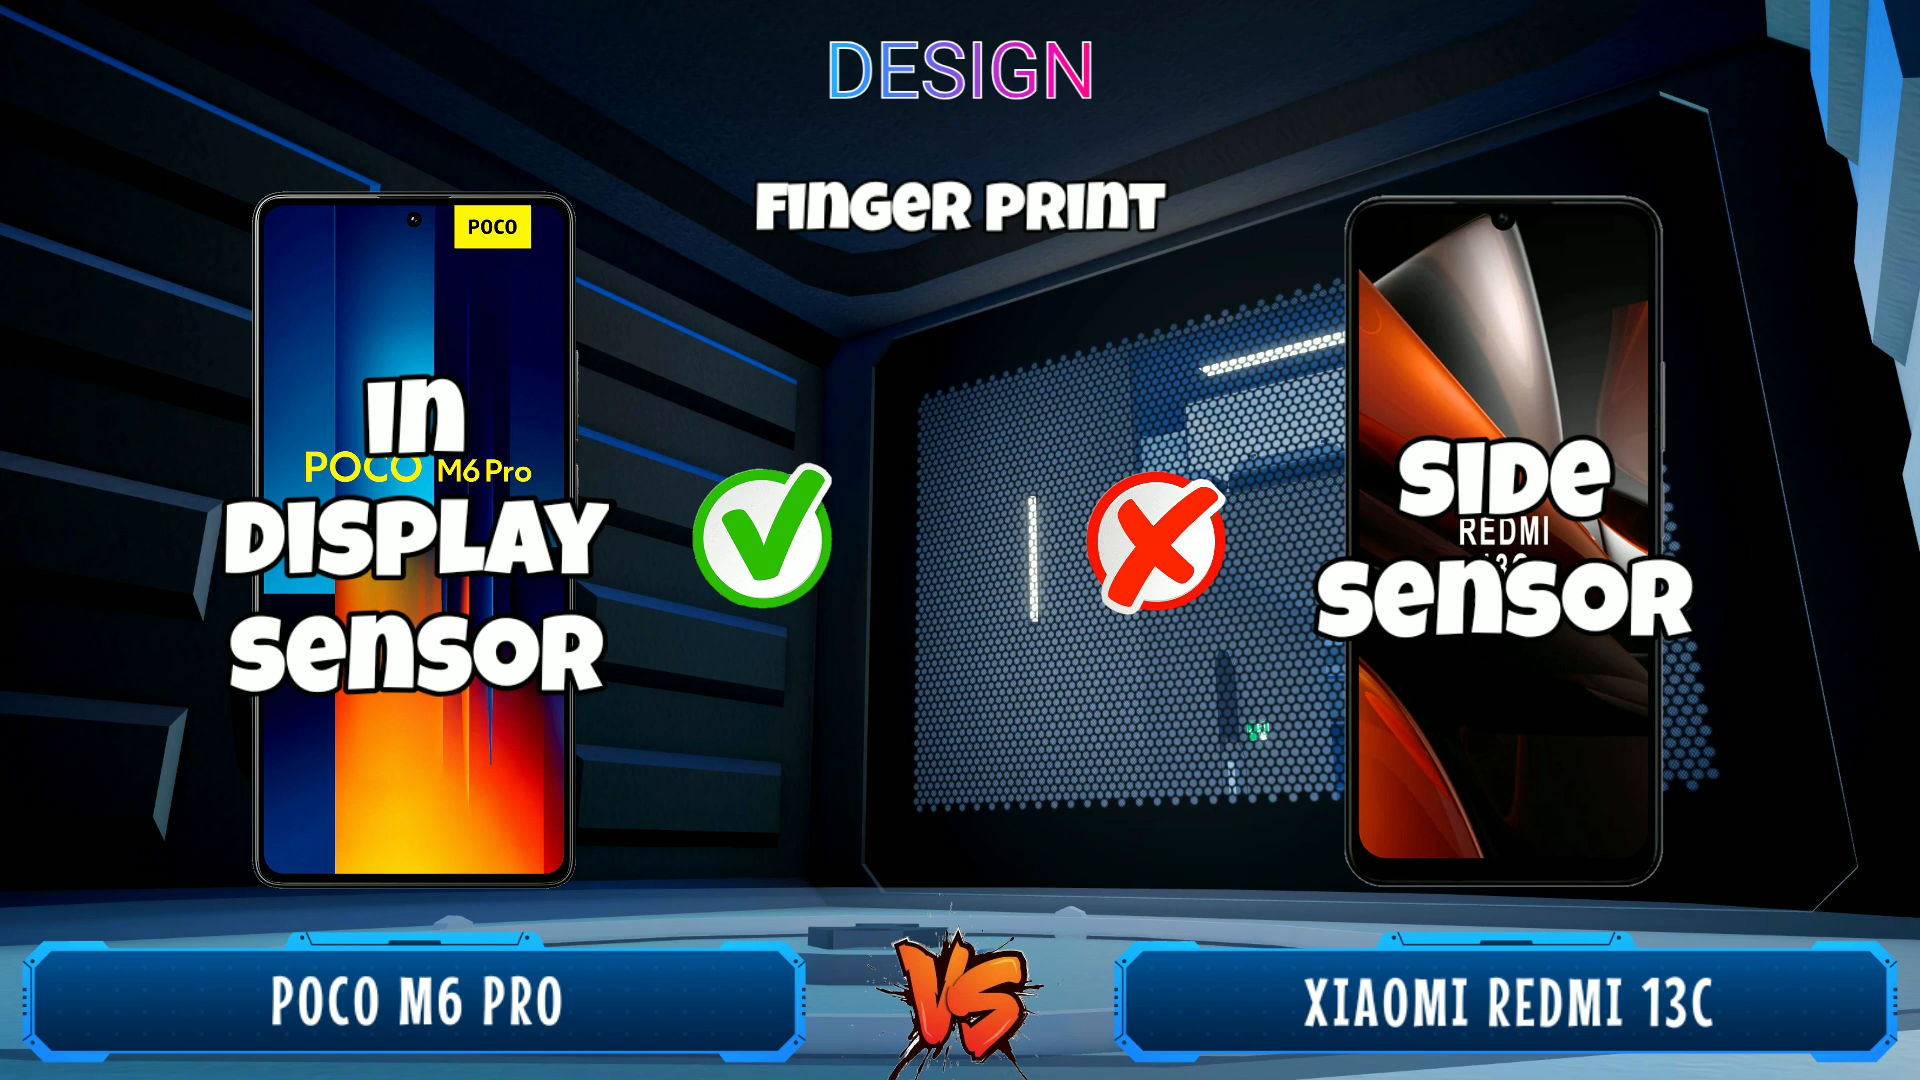 DESIGN
FINGER PRINT
POCO
IN
POCO M6 Pro
DISPLAY
SENSOR
SIDE
REDMI
13C
SENSOR
POCO M6 PRO
VS
XIAOMI REDMI 13C